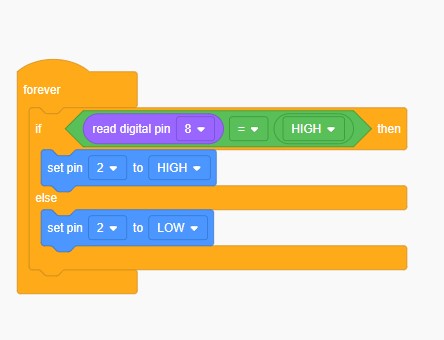 forever
if read digital pin 8 = HIGH then
set pin 2 to HIGH
else
set pin 2 to LOW